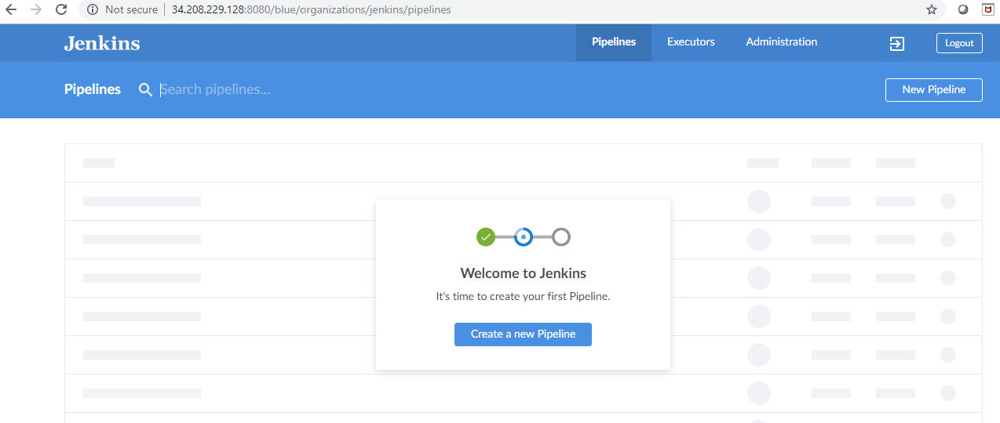 Not secure 34.208.229.128:8080/blue/organizations/jenkins/pipelines
Jenkins Pipelines Executors Administration Logout
Pipelines Search pipelines... New Pipeline
Welcome to Jenkins
It's time to create your first Pipeline.
Create a new Pipeline